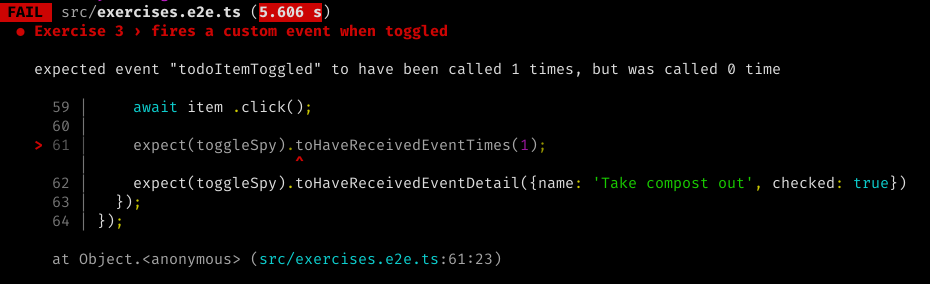 FAIL src/exercises.e2e.ts (5.606 s)
● Exercise 3 › fires a custom event when toggled
expected event "todoItemToggled" to have been called 1 times, but was called 0 time
59 |     await item .click();
60 |
> 61 |     expect(toggleSpy).toHaveReceivedEventTimes(1);
|                       ^
62 |     expect(toggleSpy).toHaveReceivedEventDetail({name: 'Take compost out', checked: true})
63 |   });
64 | });
at Object.<anonymous> (src/exercises.e2e.ts:61:23)